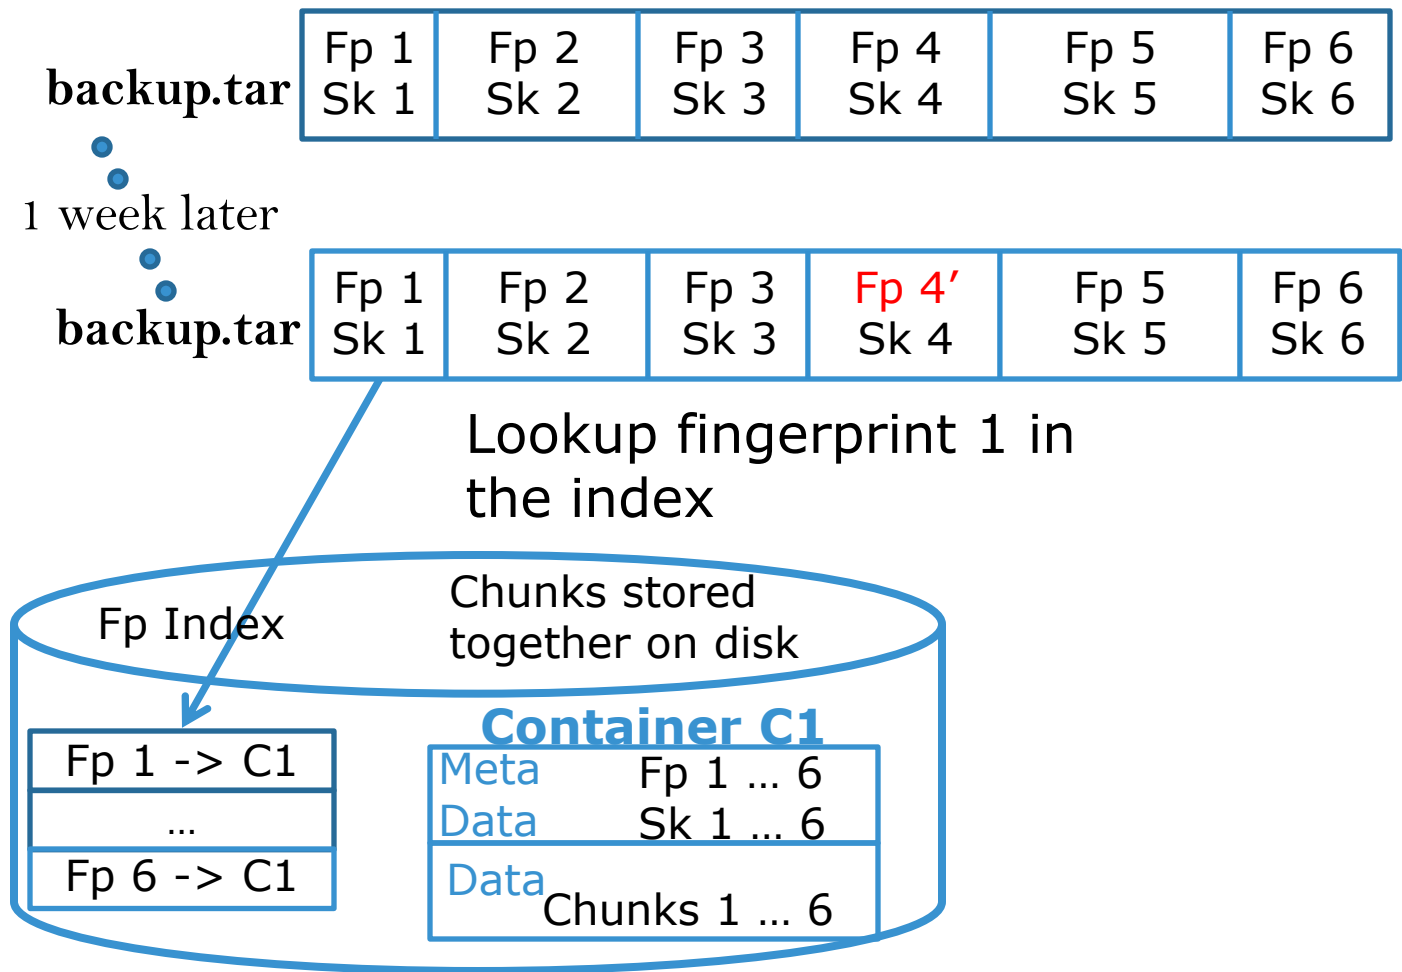 Fp 1 Fp 2 Fp 3 Fp 4 Fp 5 Fp 6
backup.tar
Sk 1 Sk 2 Sk 3 Sk 4 Sk 5 Sk 6
1 week later
Fp 1 Fp 2 Fp 3 Fp 4’ Fp 5 Fp 6
backup.tar
Sk 1 Sk 2 Sk 3 Sk 4 Sk 5 Sk 6
Lookup fingerprint 1 in
the index
Fp Index
Chunks stored
together on disk
Fp 1 -> C1
...
Fp 6 -> C1
Container C1
Meta Fp 1 ... 6
Data Sk 1 ... 6
Data
Chunks 1 ... 6